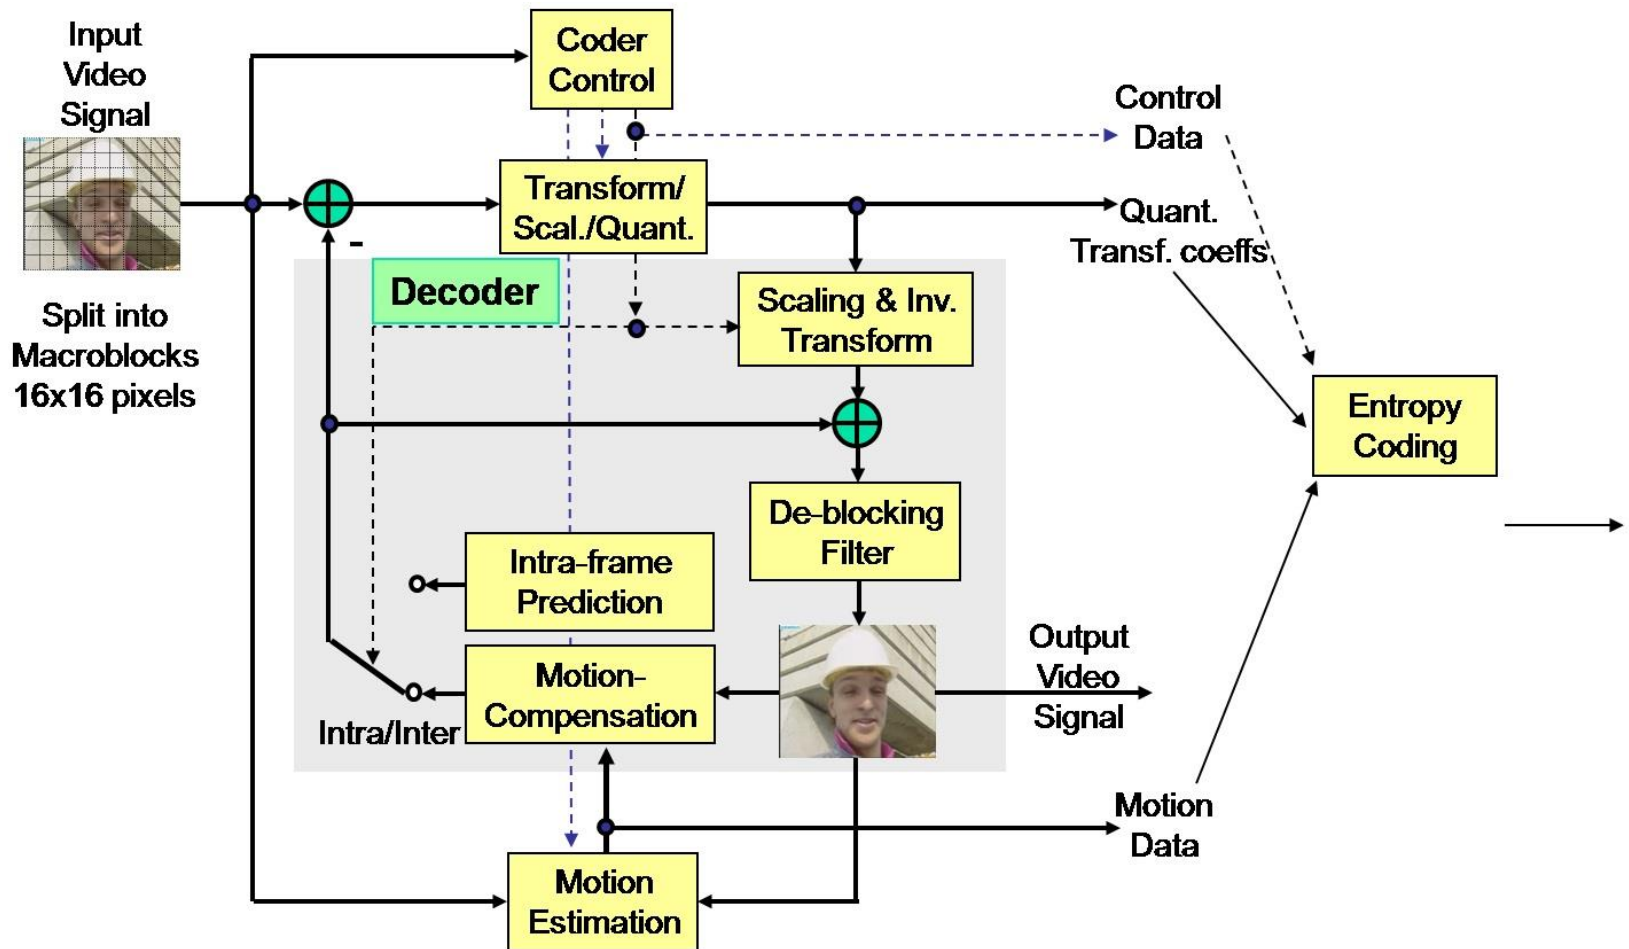 Input
Video
Signal
Split into
Macroblocks
16x16 pixels
Coder
Control
Control
Data
Transform/
Scal./Quant.
Quant.
Transf. coeffs
-
Decoder
Scaling & Inv.
Transform
Entropy
Coding
De-blocking
Filter
Intra-frame
Prediction
Motion-
Compensation
Intra/Inter
Output
Video
Signal
Motion
Data
Motion
Estimation